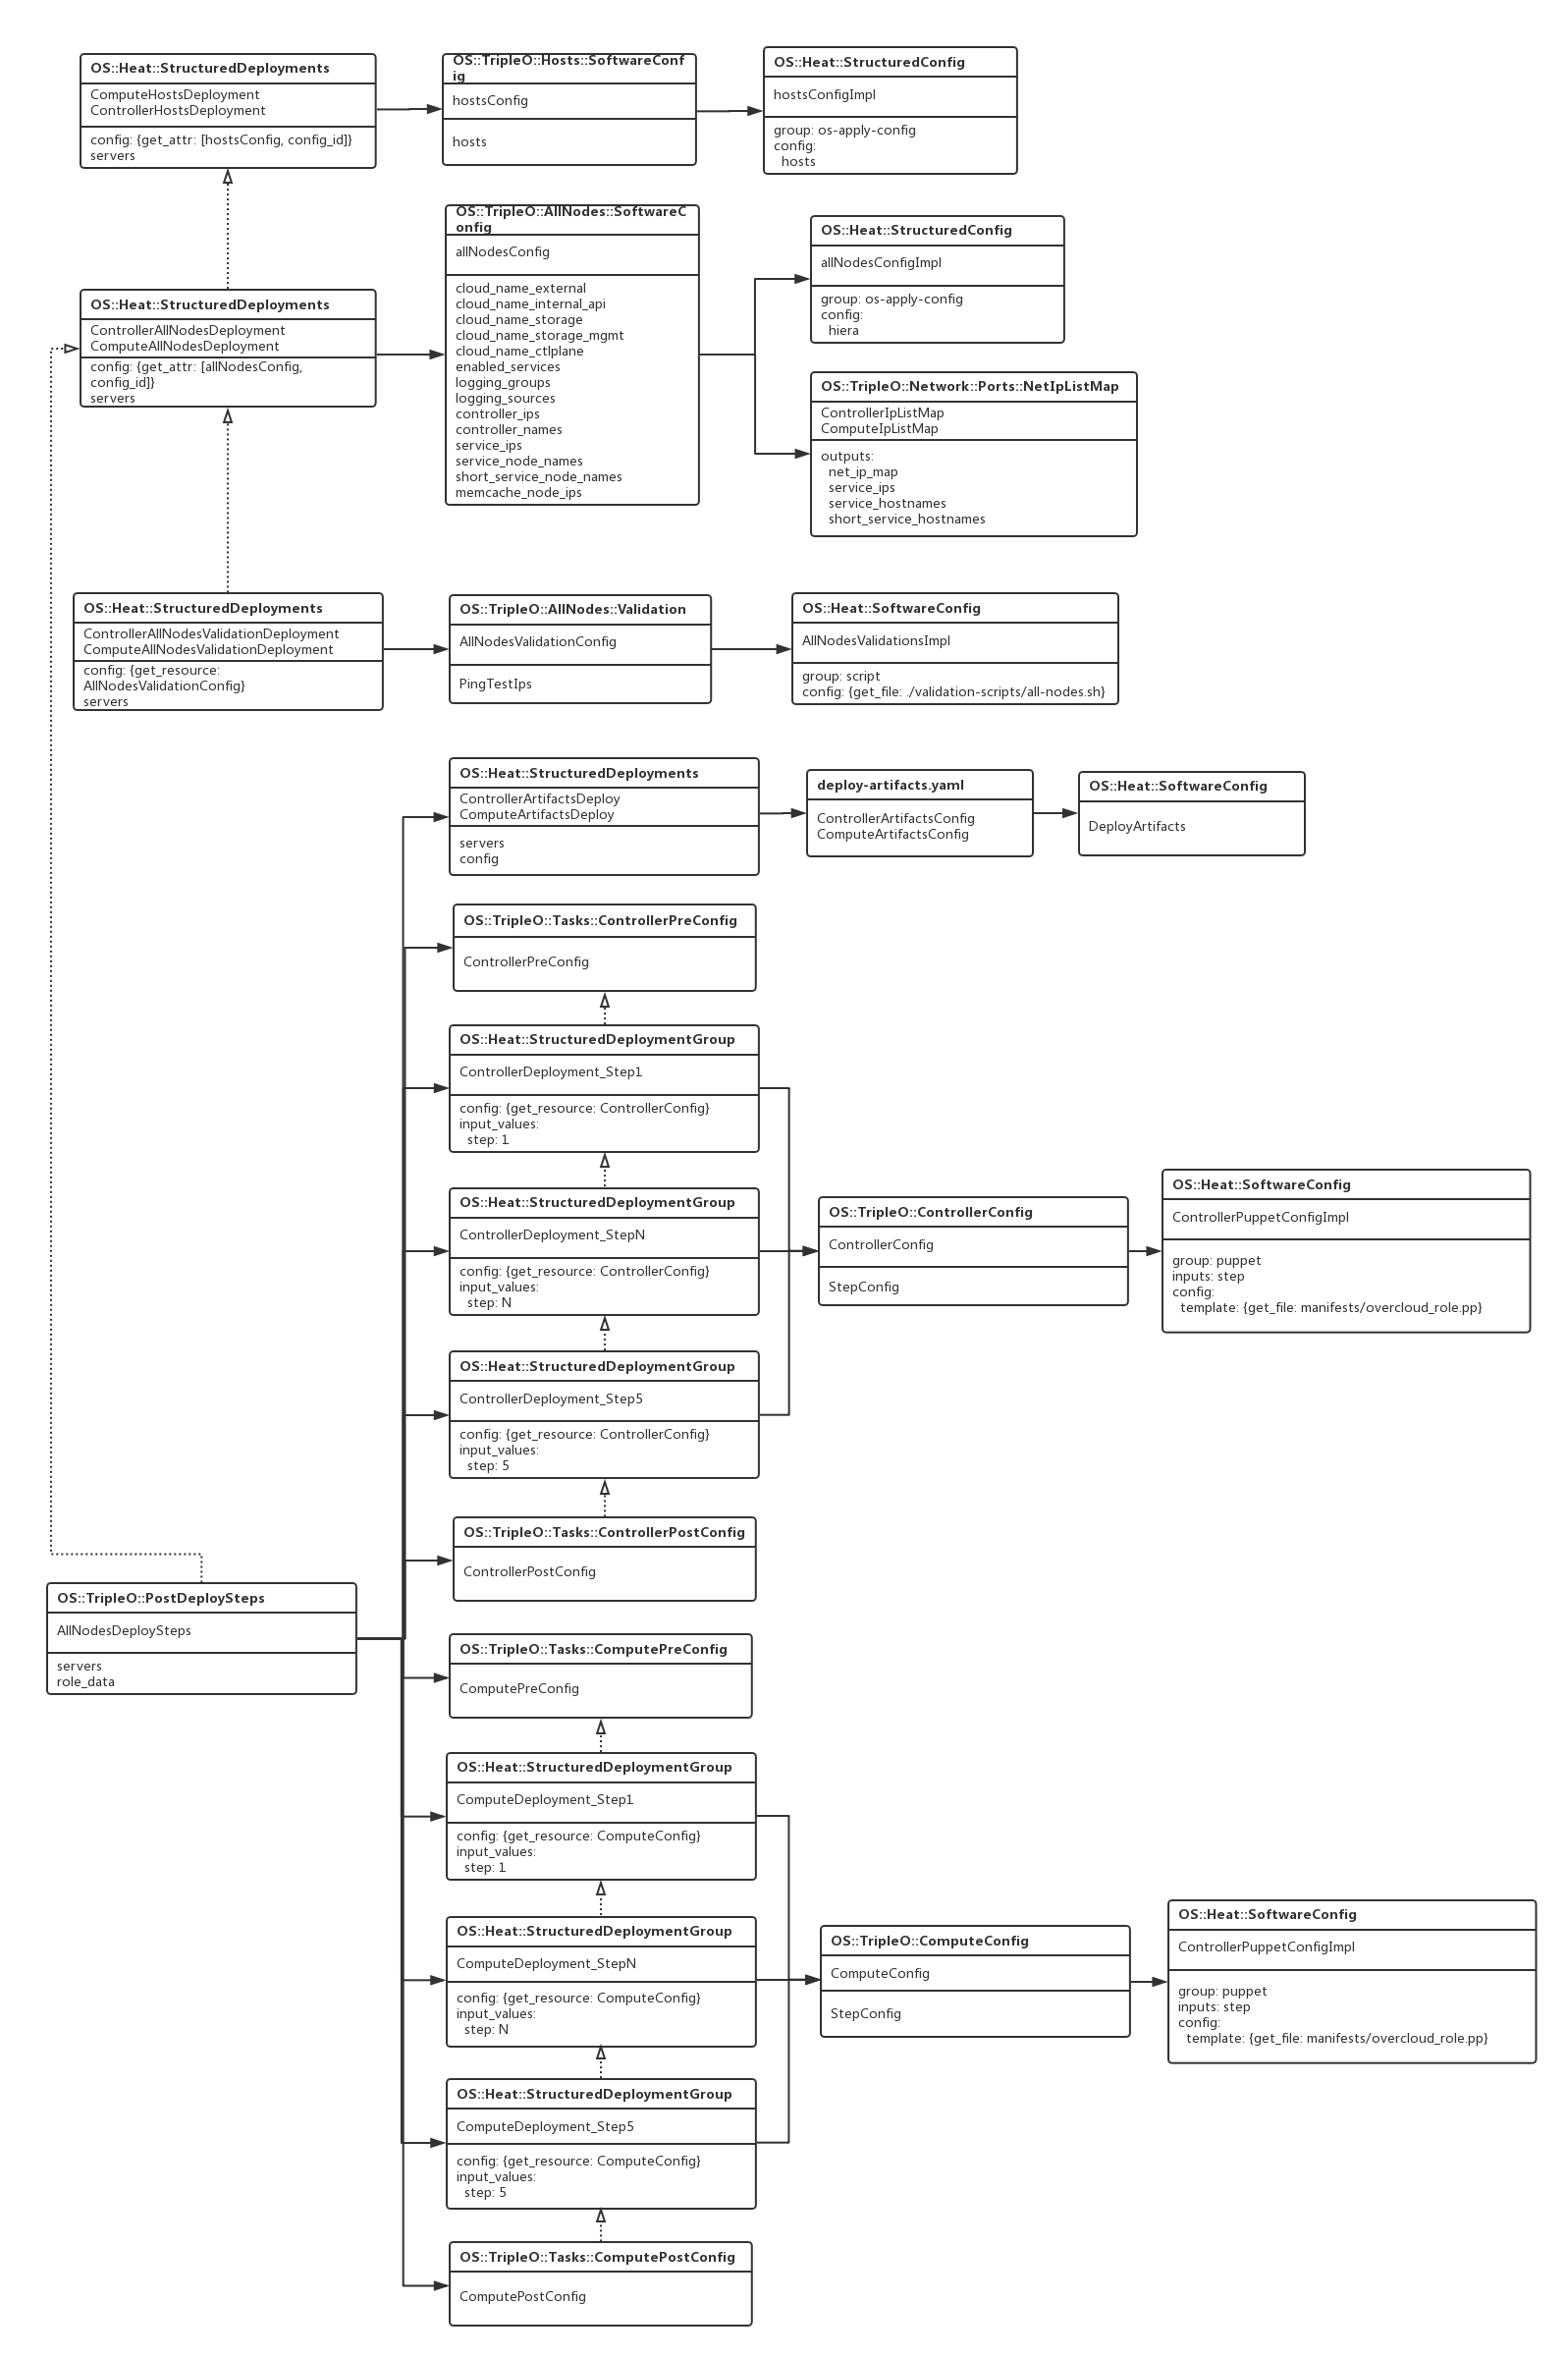 OS::Heat::StructuredDeployments
ComputeHostsDeployment
ControllerHostsDeployment
config: {get_attr: [hostsConfig, config_id]}
servers
OS::TripleO::Hosts::SoftwareConf
ig
hostsConfig
hosts
OS::Heat::StructuredConfig
hostsConfigImpl
group: os-apply-config
config:
hosts
OS::Heat::StructuredDeployments
ControllerAllNodesDeployment
ComputeAllNodesDeployment
config: {get_attr: [allNodesConfig,
config_id]}
servers
OS::TripleO::AllNodes::SoftwareC
onfig
allNodesConfig
cloud_name_external
cloud_name_internal_api
cloud_name_storage
cloud_name_storage_mgmt
cloud_name_ctlplane
enabled_services
logging_groups
logging_sources
controller_ips
controller_names
service_ips
service_node_names
short_service_node_names
memcache_node_ips
OS::Heat::StructuredConfig
allNodesConfigImpl
group: os-apply-config
config:
hiera
OS::TripleO::Network::Ports::NetIpListMap
ControllerIpListMap
ComputeIpListMap
outputs:
net_ip_map
service_ips
service_hostnames
short_service_hostnames
OS::Heat::StructuredDeployments
ControllerAllNodesValidationDeployment
ComputeAllNodesValidationDeployment
config: {get_resource:
AllNodesValidationConfig}
servers
OS::TripleO::AllNodes::Validation
AllNodesValidationConfig
PingTestIps
OS::Heat::SoftwareConfig
AllNodesValidationsImpl
group: script
config: {get_file: ./validation-scripts/all-nodes.sh}
OS::Heat::StructuredDeployments
ControllerArtifactsDeploy
ComputeArtifactsDeploy
servers
config
deploy-artifacts.yaml
ControllerArtifactsConfig
ComputeArtifactsConfig
OS::Heat::SoftwareConfig
DeployArtifacts
OS::TripleO::Tasks::ControllerPreConfig
ControllerPreConfig
OS::Heat::StructuredDeploymentGroup
ControllerDeployment_Step1
config: {get_resource: ControllerConfig}
input_values:
step: 1
OS::Heat::StructuredDeploymentGroup
ControllerDeployment_StepN
config: {get_resource: ControllerConfig}
input_values:
step: N
OS::TripleO::ControllerConfig
ControllerConfig
StepConfig
OS::Heat::SoftwareConfig
ControllerPuppetConfigImpl
group: puppet
inputs: step
config:
template: {get_file: manifests/overcloud_role.pp}
OS::Heat::StructuredDeploymentGroup
ControllerDeployment_Step5
config: {get_resource: ControllerConfig}
input_values:
step: 5
OS::TripleO::Tasks::ControllerPostConfig
ControllerPostConfig
OS::TripleO::PostDeploySteps
AllNodesDeploySteps
servers
role_data
OS::TripleO::Tasks::ComputePreConfig
ComputePreConfig
OS::Heat::StructuredDeploymentGroup
ComputeDeployment_Step1
config: {get_resource: ComputeConfig}
input_values:
step: 1
OS::Heat::StructuredDeploymentGroup
ComputeDeployment_StepN
config: {get_resource: ComputeConfig}
input_values:
step: N
OS::TripleO::ComputeConfig
ComputeConfig
StepConfig
OS::Heat::SoftwareConfig
ControllerPuppetConfigImpl
group: puppet
inputs: step
config:
template: {get_file: manifests/overcloud_role.pp}
OS::Heat::StructuredDeploymentGroup
ComputeDeployment_Step5
config: {get_resource: ComputeConfig}
input_values:
step: 5
OS::TripleO::Tasks::ComputePostConfig
ComputePostConfig